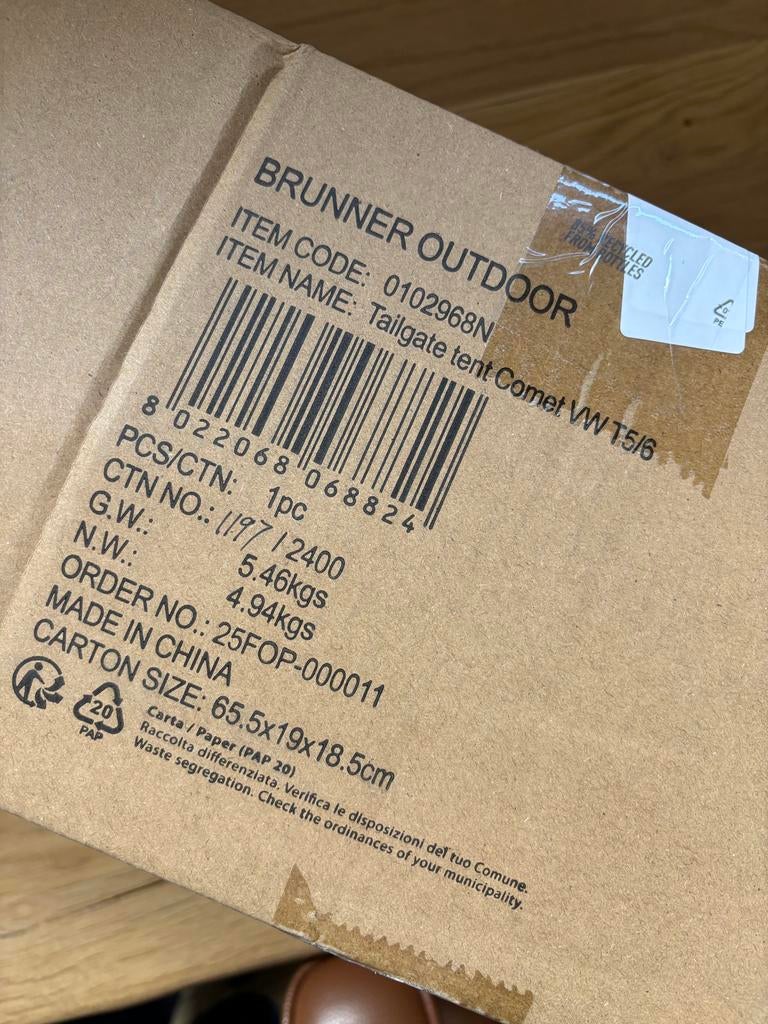 BRUNNER OUTDOOR
ITEM CODE: 0102968N
ITEM NAME: Tailgate tent Comet VW T5/6
8 022068 068824
PCS/CTN: 1pc
CTN NO.: 1197 / 2400
G.W.: 5.46kgs
N.W.: 4.94kgs
ORDER NO.: 25FOP-000011
MADE IN CHINA
CARTON SIZE: 65.5x19x18.5cm
20
PAP
Carta / Paper (PAP 20)
Raccolta differenziata. Verifica le disposizioni del tuo Comune.
Waste segregation. Check the ordinances of your municipality.
85% RECYCLED
FROM BOTTLES
PE